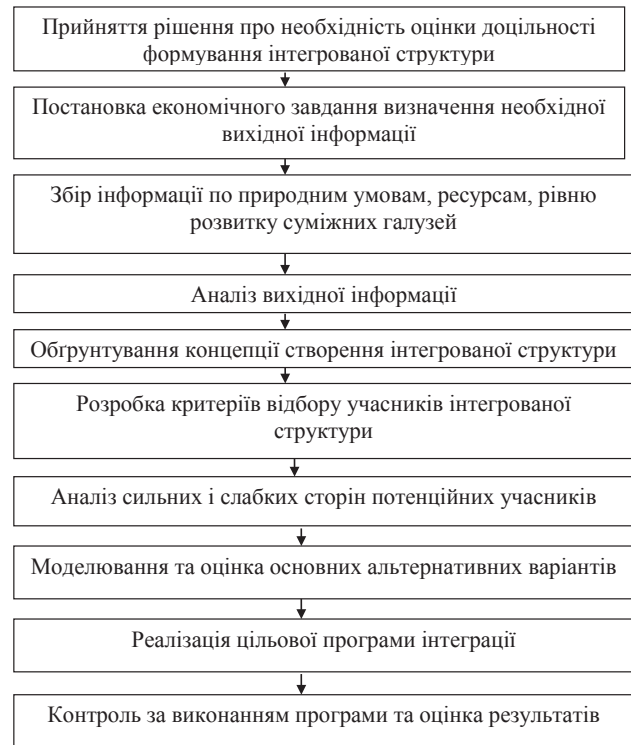 Прийняття рішення про необхідність оцінки доцільності
формування інтегрованої структури
Постановка економічного завдання визначення необхідної
вихідної інформації
Збір інформації по природним умовам, ресурсам, рівню
розвитку суміжних галузей
Аналіз вихідної інформації
Обґрунтування концепції створення інтегрованої структури
Розробка критеріїв відбору учасників інтегрованої
структури
Аналіз сильних і слабких сторін потенційних учасників
Моделювання та оцінка основних альтернативних варіантів
Реалізація цільової програми інтеграції
Контроль за виконанням програми та оцінка результатів